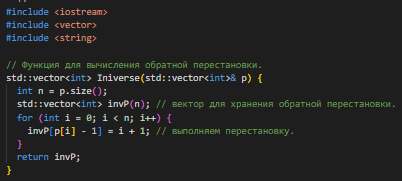 #include <iostream>
#include <vector>
#include <string>
// Функция для вычисления обратной перестановки.
std::vector<int> Iniverse(std::vector<int>& p) {
int n = p.size();
std::vector<int> invP(n); // вектор для хранения обратной перестановки.
for (int i = 0; i < n; i++) {
invP[p[i] - 1] = i + 1; // выполняем перестановку.
}
return invP;
}